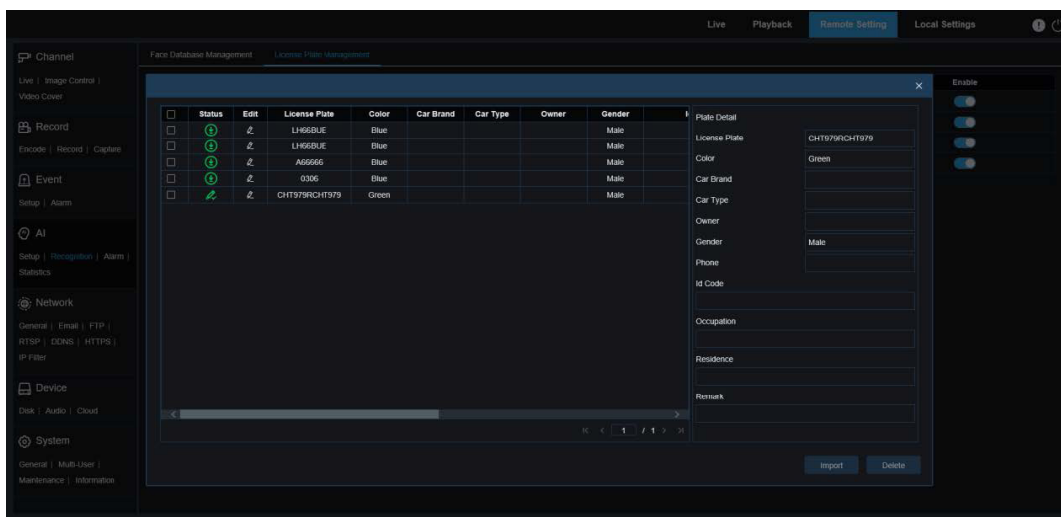 Live Playback Remote Setting Local Settings
Channel
Live | Image Control |
Video Cover
Record
Encode | Record | Capture
Event
Setup | Alarm
AI
Setup | Recognition | Alarm |
Statistics
Network
General | Email | FTP |
RTSP | DDNS | HTTPS |
IP Filter
Device
Disk | Audio | Cloud
System
General | Multi-User |
Maintenance | Information
Face Database Management License Plate Management
Enable
Status Edit License Plate Color Car Brand Car Type Owner Gender
LH66BUE Blue Male
LH66BUE Blue Male
A66666 Blue Male
0306 Blue Male
CHT979RCHT979 Green Male
1 / 1
Plate Detail
License Plate CHT979RCHT979
Color Green
Car Brand
Car Type
Owner
Gender Male
Phone
Id Code
Occupation
Residence
Remark
Import Delete